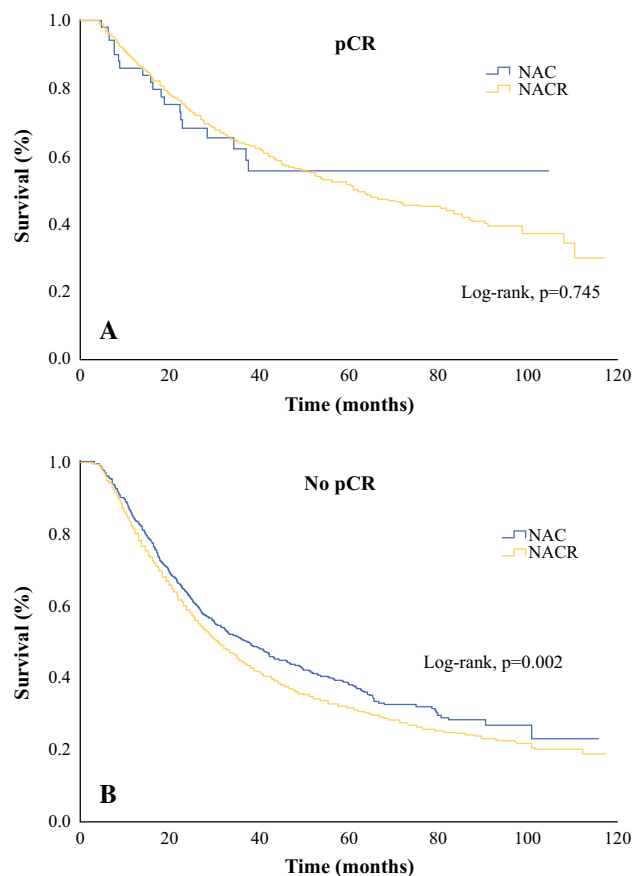 pCR
1.0
0.8
0.6
0.4
0.2
0.0
Survival (%)
NAC
NACR
Log-rank, p=0.745
A
0 20 40 60 80 100 120
Time (months)
No pCR
1.0
0.8
0.6
0.4
0.2
0.0
Survival (%)
NAC
NACR
Log-rank, p=0.002
B
0 20 40 60 80 100 120
Time (months)